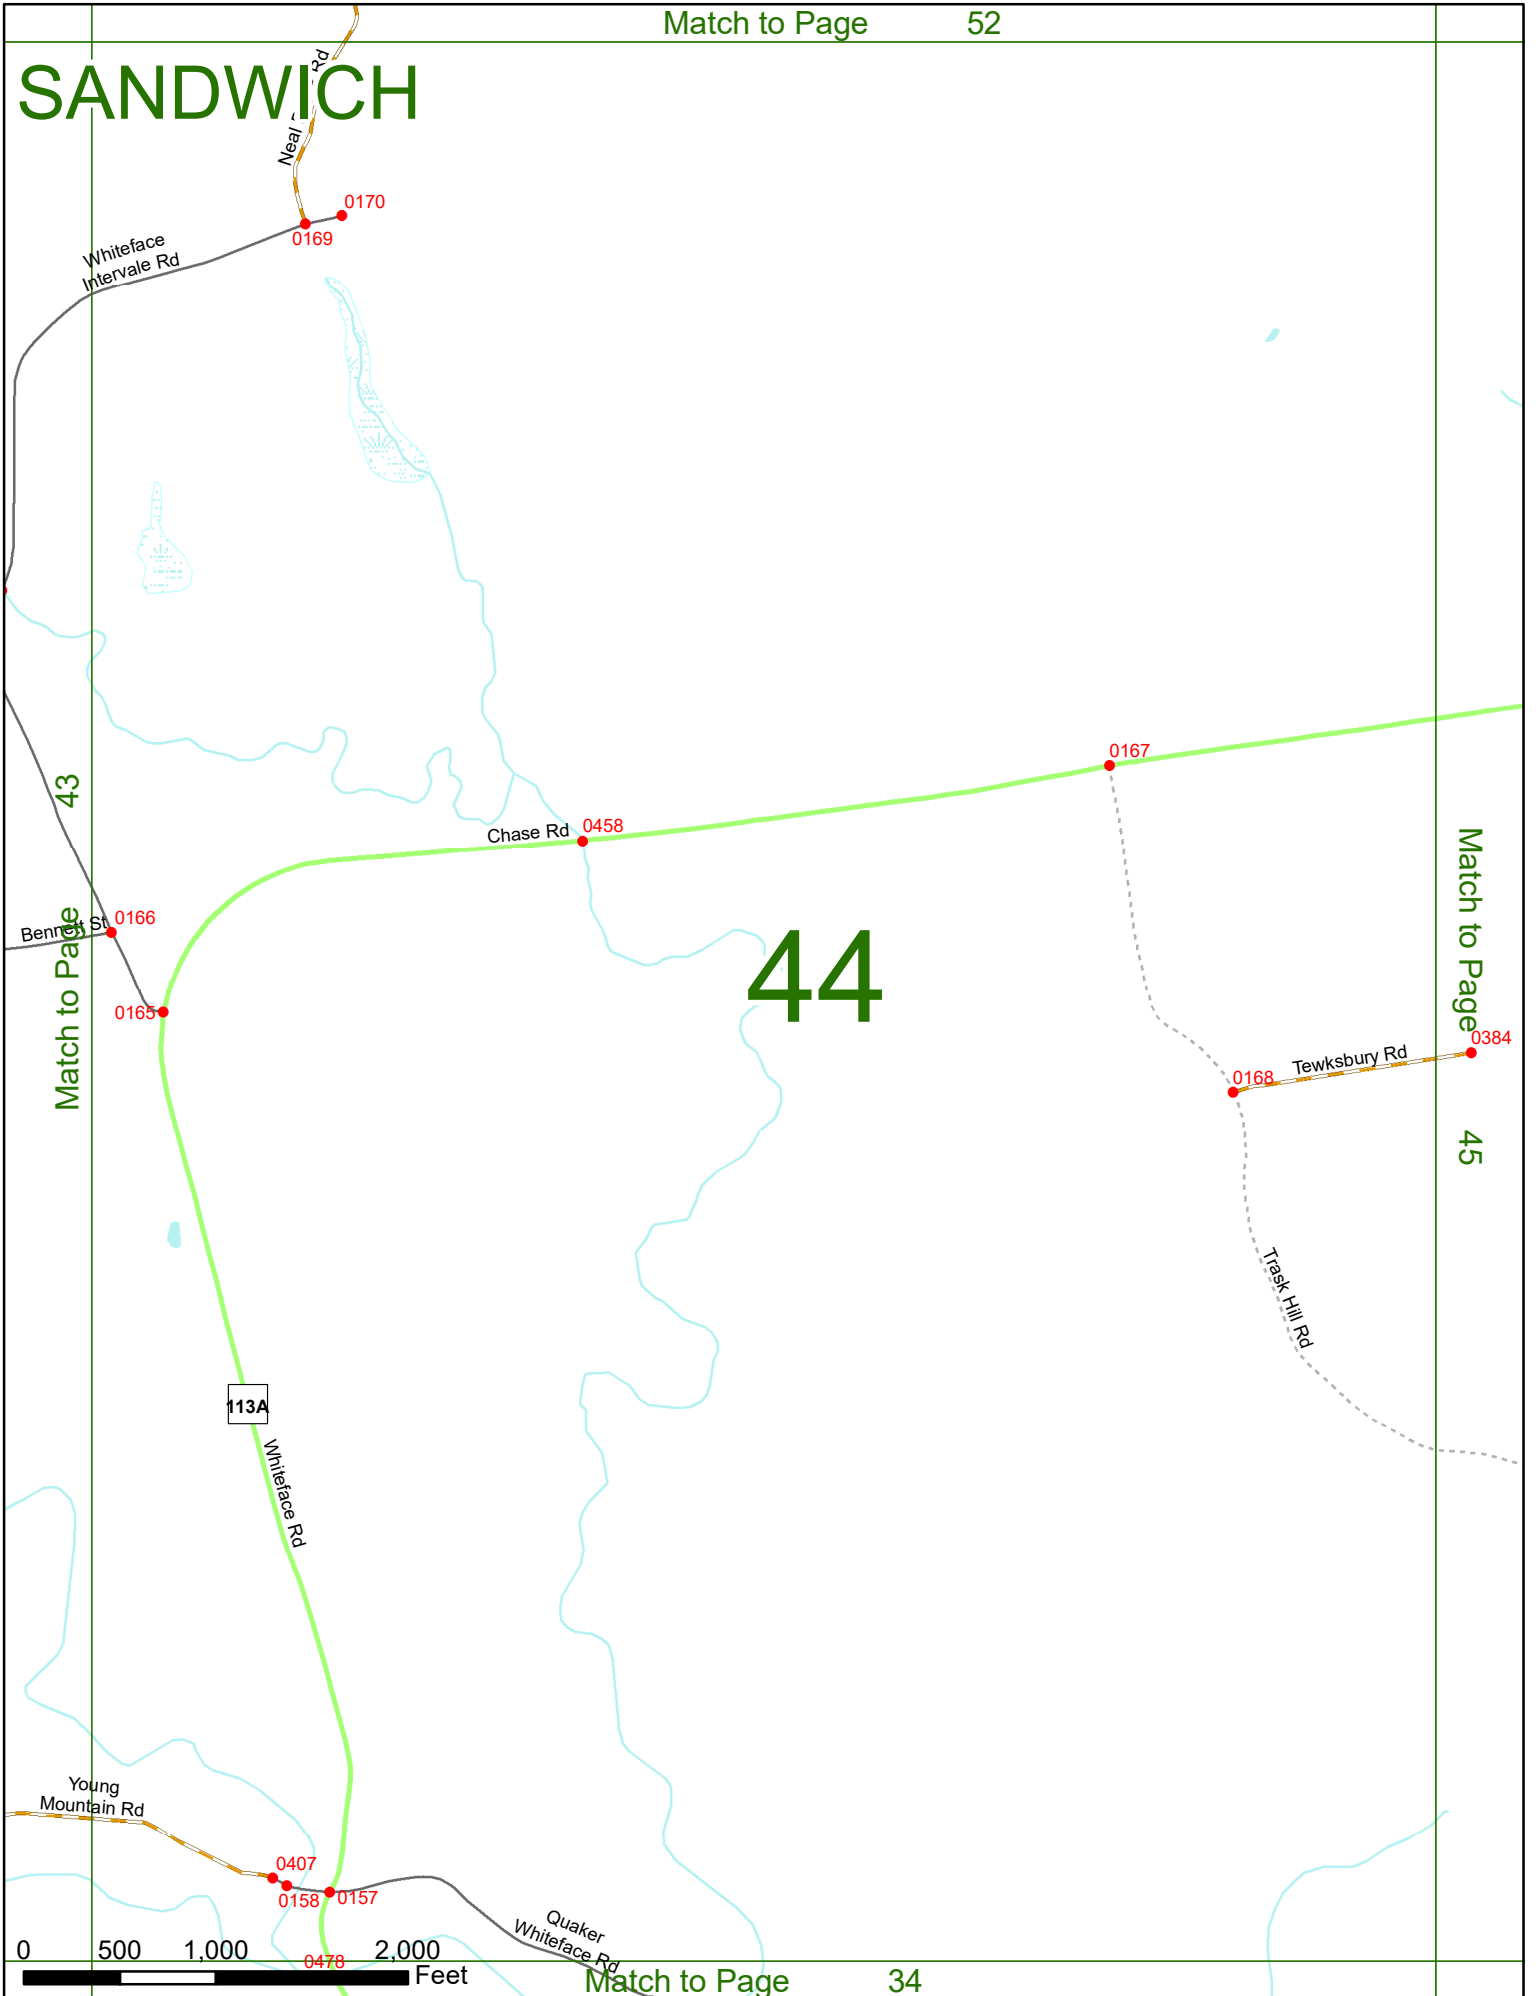 Match to Page 52
SANDWICH
Neal
Rd
0170
0169
Whiteface
Intervale Rd
0167
43
Match to Page
Chase Rd
0458
Bennett St
0166
0165
44
Match to Page
45
0384
Tewksbury Rd
0168
Trask Hill Rd
113A
Whiteface Rd
Young
Mountain Rd
0407
0158
0157
Quaker
Whiteface Rd
0478
0 500 1,000 2,000
Feet
Match to Page 34